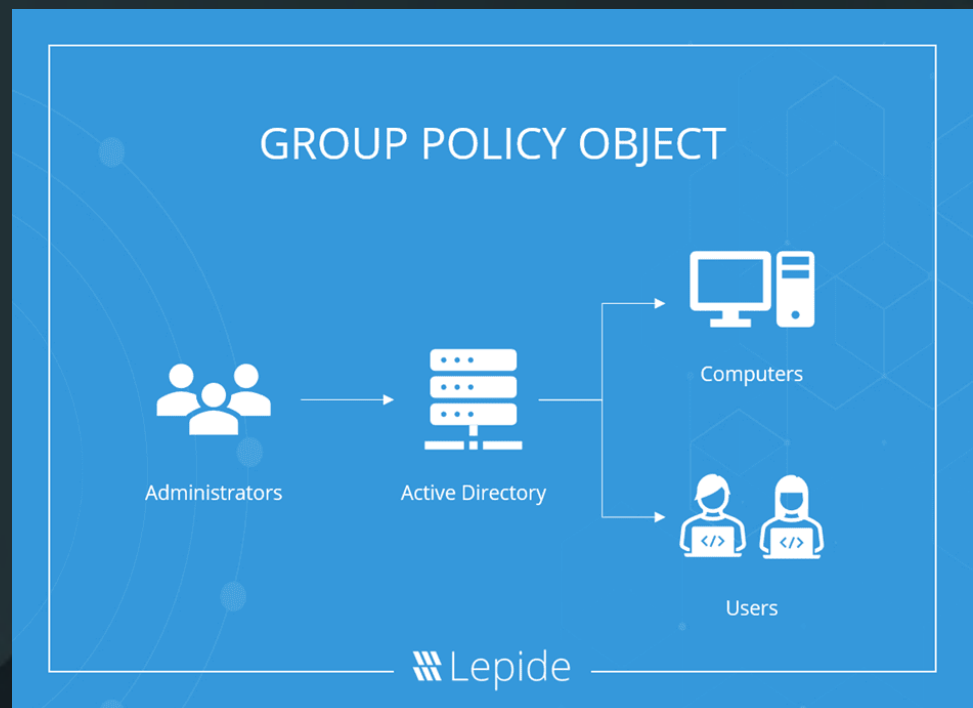 GROUP POLICY OBJECT
Computers
Administrators
Active Directory
</>
</>
Users
Lepide